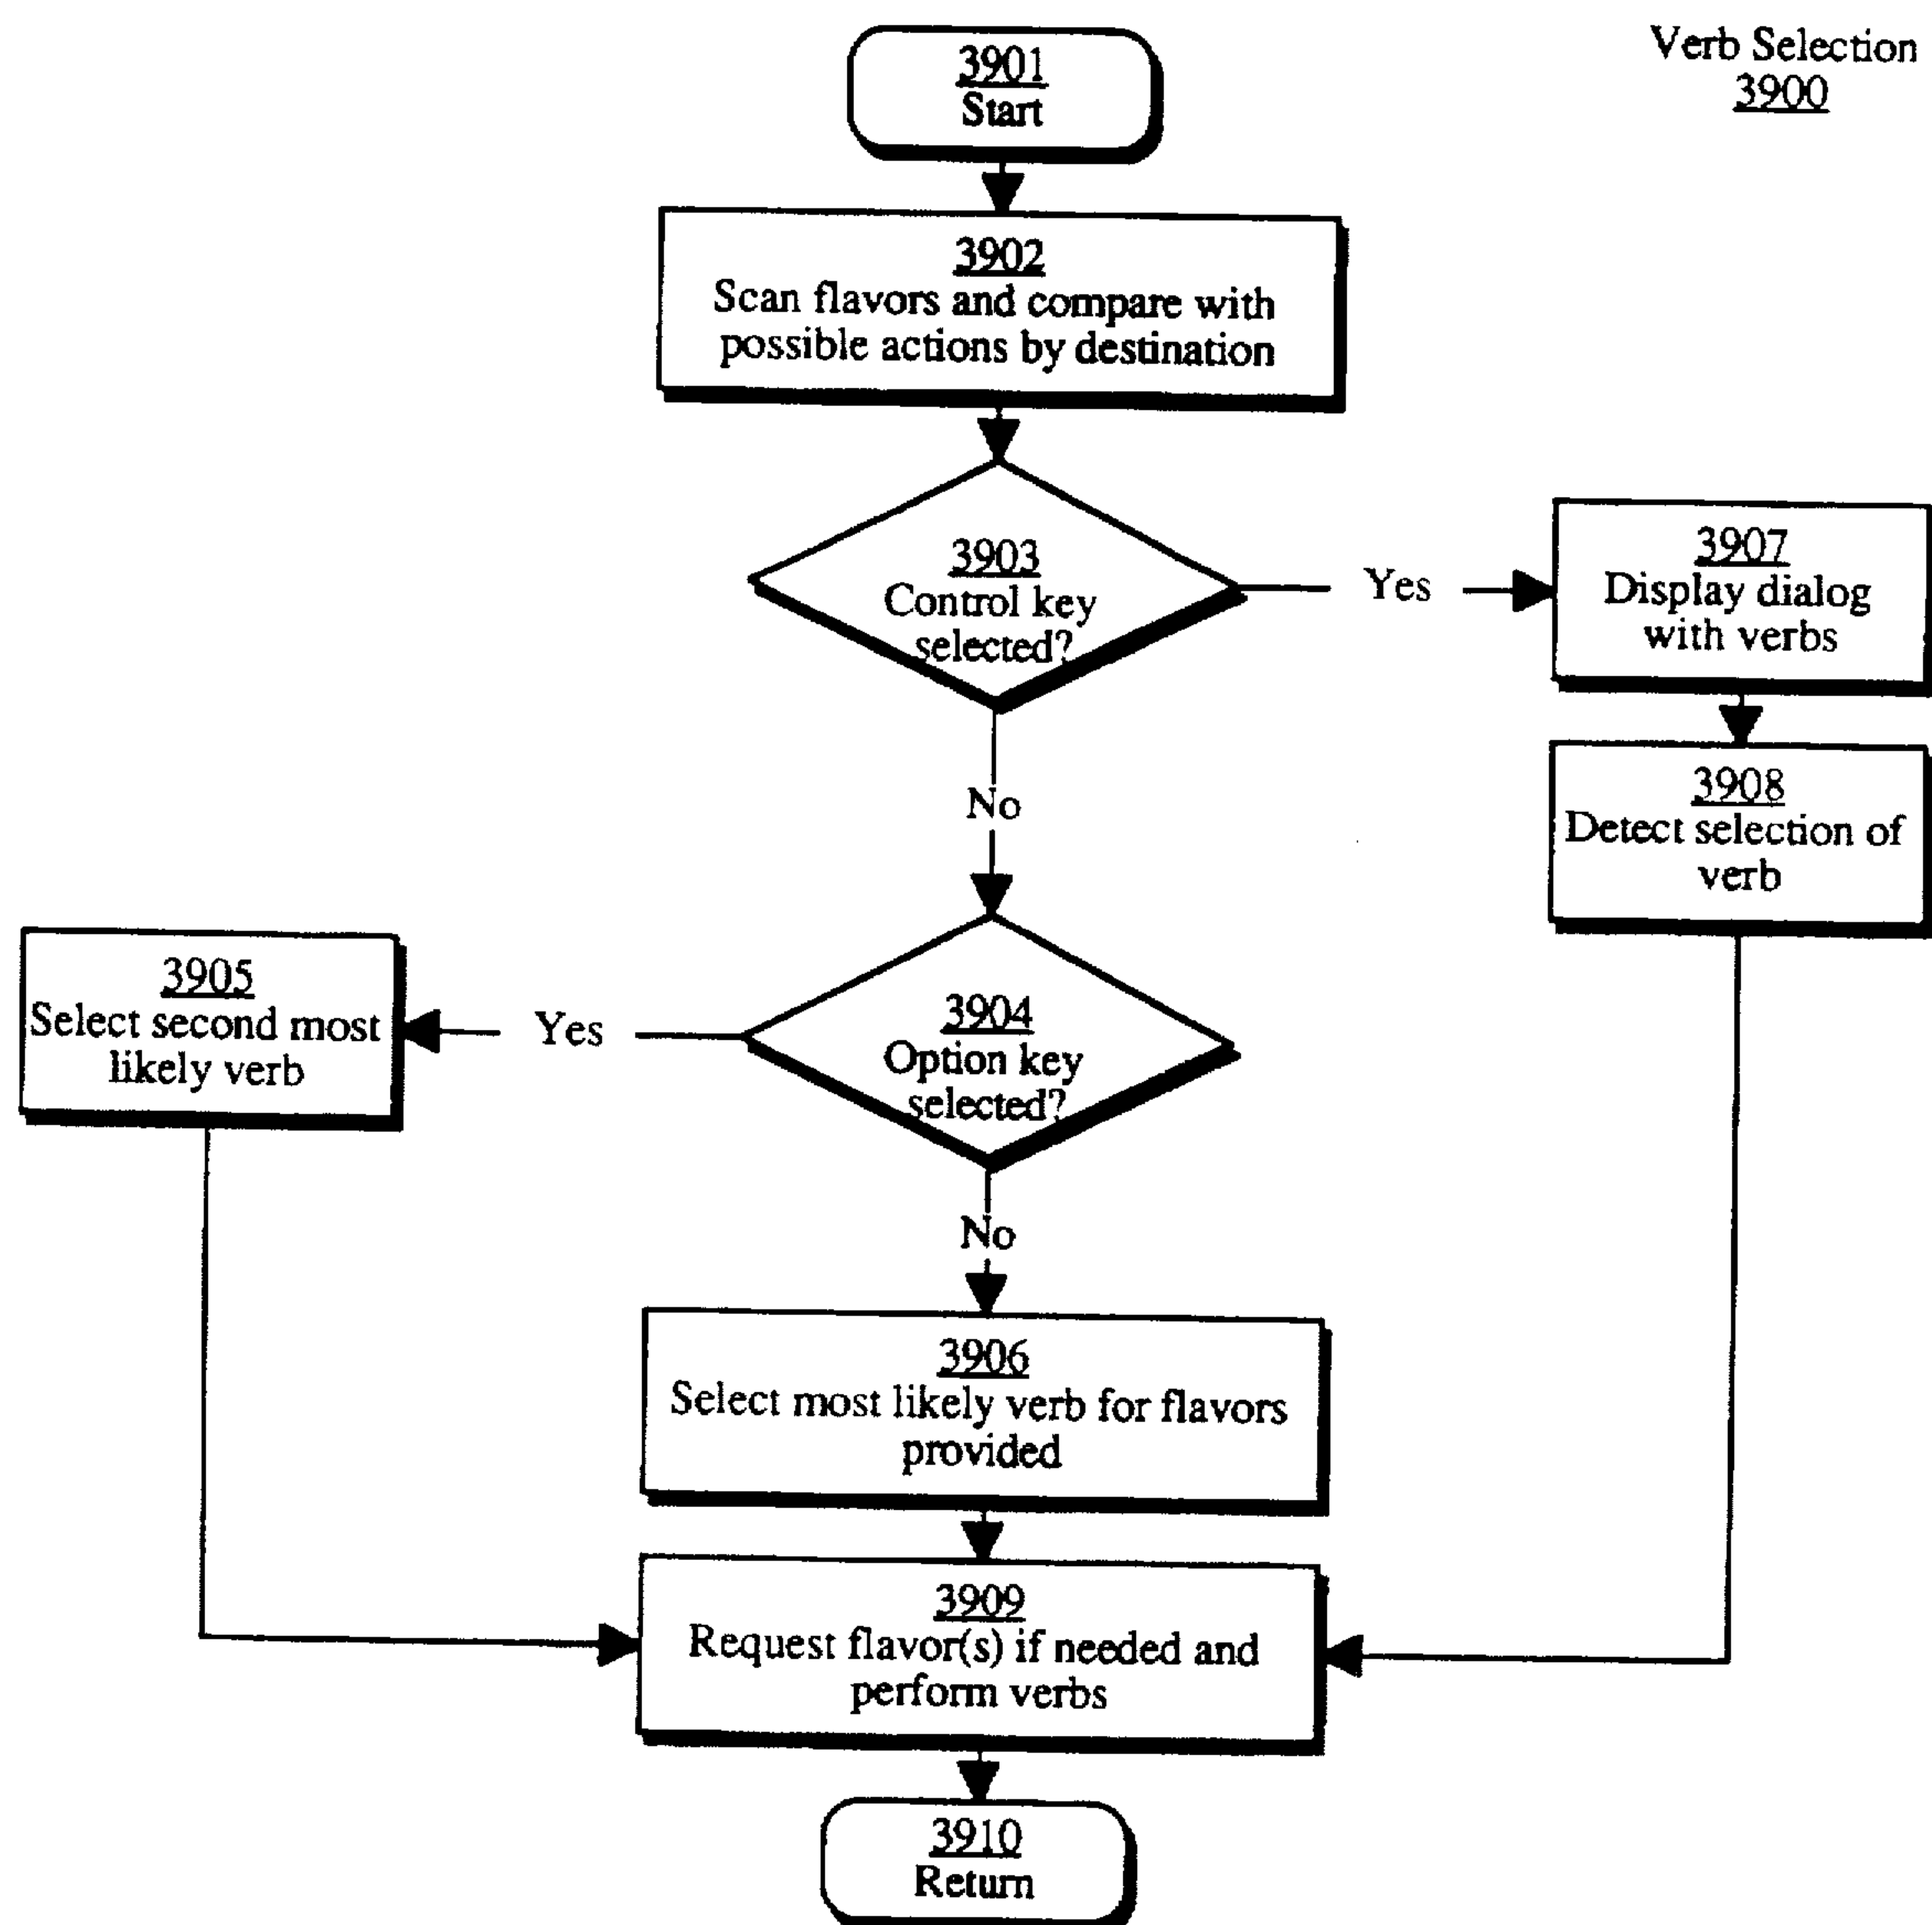 Verb Selection
3900
3901
Start
3902
Scan flavors and compare with
possible actions by destination
3903
Control key
selected?
Yes
3907
Display dialog
with verbs
3908
Detect selection of
verb
No
3904
Option key
selected?
Yes
3905
Select second most
likely verb
No
3906
Select most likely verb for flavors
provided
3909
Request flavor(s) if needed and
perform verbs
3910
Return